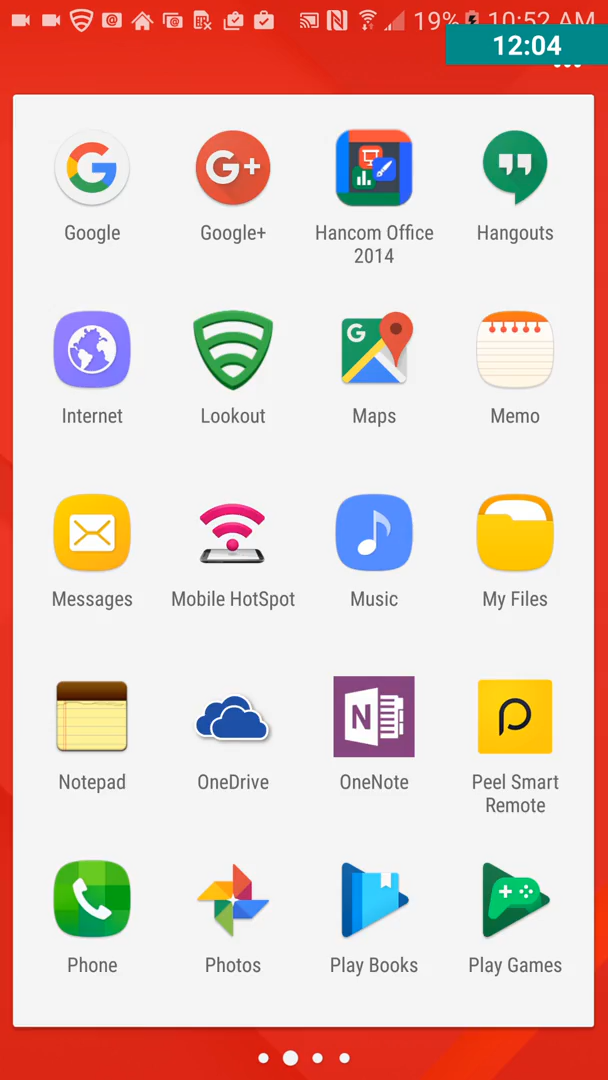 19% 10:52 AM
12:04
Google Google+ Hancom Office Hangouts
2014
Internet Lookout Maps Memo
Messages Mobile HotSpot Music My Files
Notepad OneDrive OneNote Peel Smart
Remote
Phone Photos Play Books Play Games